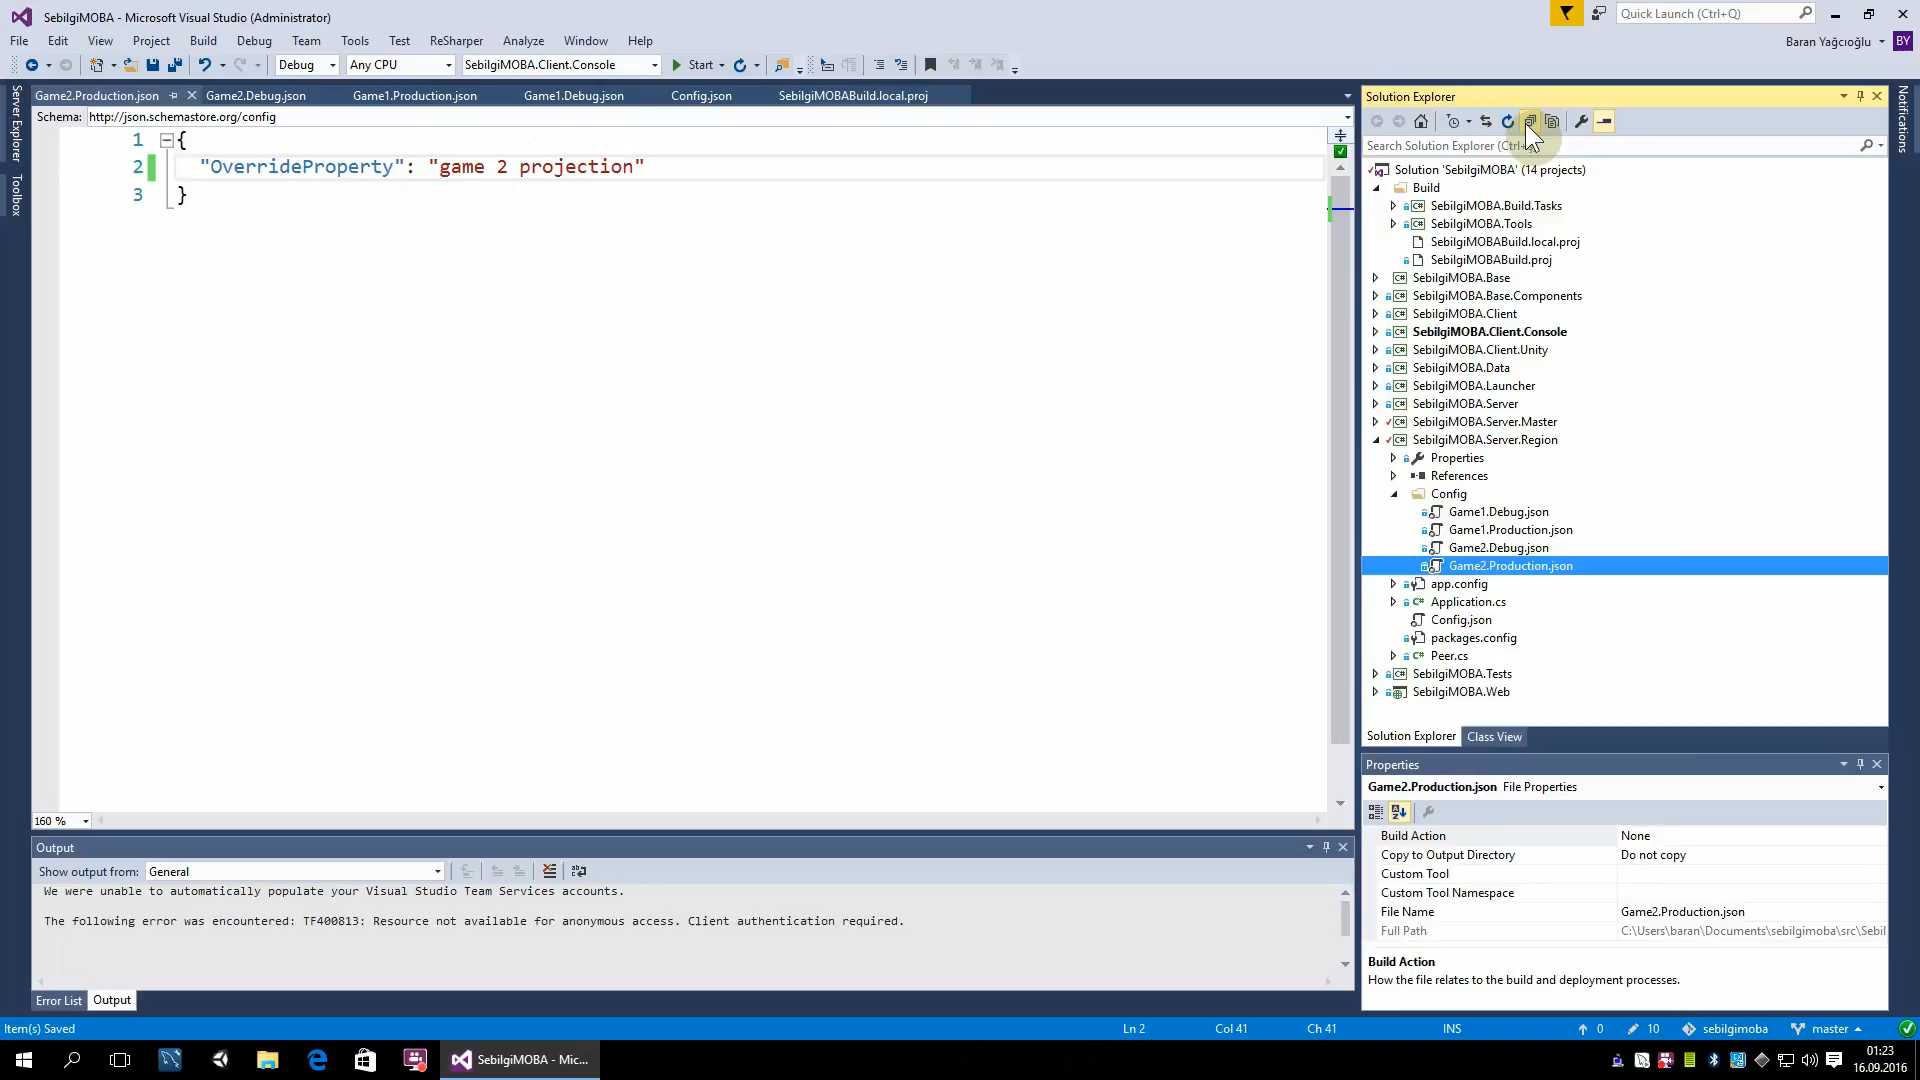 SebilgiMOBA - Microsoft Visual Studio (Administrator)
Quick Launch (Ctrl+Q)
File Edit View Project Build Debug Team Tools Test ReSharper Analyze Window Help
Baran Yağcıoğlu BY
Debug Any CPU SebilgiMOBA.Client.Console Start
Game2.Production.json Game2.Debug.json Game1.Production.json Game1.Debug.json Config.json SebilgiMOBABuild.local.proj
Schema: http://json.schemastore.org/config
1 {
2 "OverrideProperty": "game 2 projection"
3 }
160 %
Server Explorer
Toolbox
Output
Show output from: General
We were unable to automatically populate your Visual Studio Team Services accounts.
The following error was encountered: TF400813: Resource not available for anonymous access. Client authentication required.
Error List Output
Solution Explorer
Search Solution Explorer (Ctrl+
Solution 'SebilgiMOBA' (14 projects)
Build
SebilgiMOBA.Build.Tasks
SebilgiMOBA.Tools
SebilgiMOBABuild.local.proj
SebilgiMOBABuild.proj
SebilgiMOBA.Base
SebilgiMOBA.Base.Components
SebilgiMOBA.Client
SebilgiMOBA.Client.Console
SebilgiMOBA.Client.Unity
SebilgiMOBA.Data
SebilgiMOBA.Launcher
SebilgiMOBA.Server
SebilgiMOBA.Server.Master
SebilgiMOBA.Server.Region
Properties
References
Config
Game1.Debug.json
Game1.Production.json
Game2.Debug.json
Game2.Production.json
app.config
Application.cs
Config.json
packages.config
Peer.cs
SebilgiMOBA.Tests
SebilgiMOBA.Web
Solution Explorer Class View
Properties
Game2.Production.json File Properties
Build Action None
Copy to Output Directory Do not copy
Custom Tool
Custom Tool Namespace
File Name Game2.Production.json
Full Path C:\Users\baran\Documents\sebilgimoba\src\Sebil
Build Action
How the file relates to the build and deployment processes.
Notifications
Item(s) Saved Ln 2 Col 41 Ch 41 INS 0 10 sebilgimoba master
SebilgiMOBA - Mic...
01:23
16.09.2016